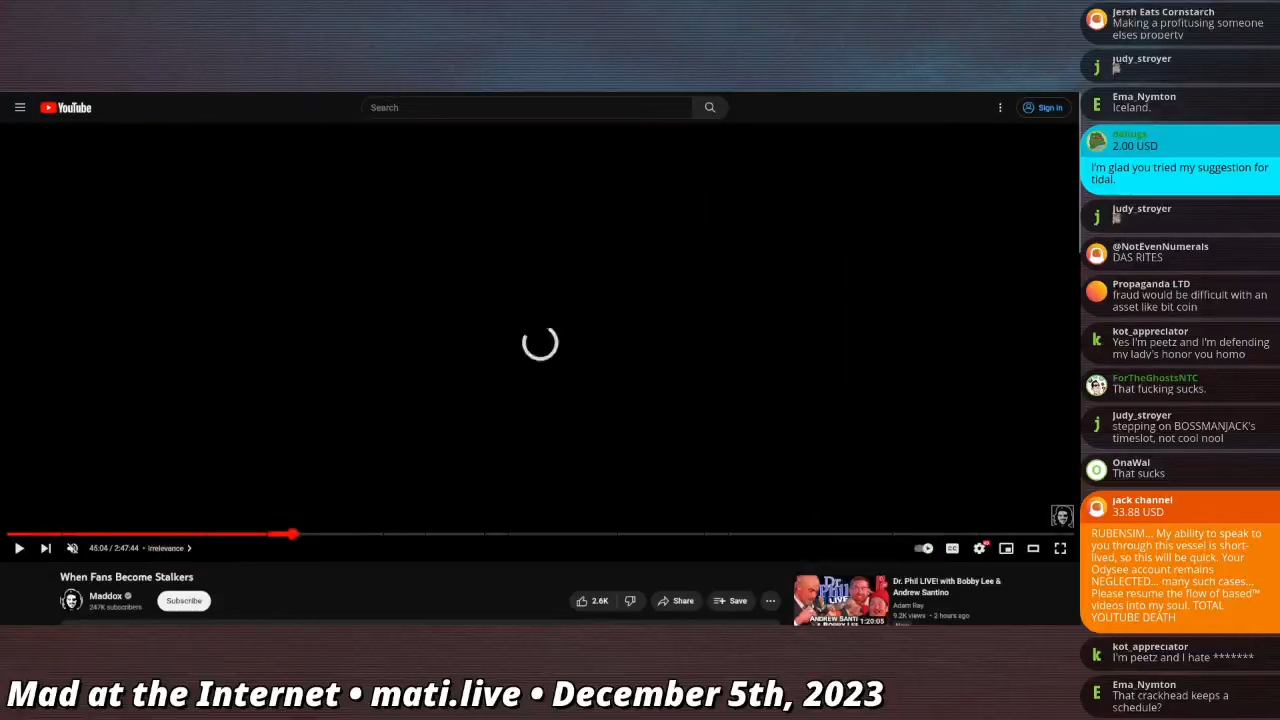 YouTube
Search
Sign in
46:04 / 2:47:44 • Irrelevance
When Fans Become Stalkers
Maddox
247K subscribers
Subscribe
2.6K
Share
Save
Dr. Phil LIVE! with Bobby Lee &
Andrew Santino
Adam Ray
9.2K views • 2 hours ago
New
Dr. Phil
LIVE
ANDREW SANTI
1:20:05
Jersh Eats Cornstarch
Making a profitusing someone
elses property
judy_stroyer
Ema_Nymton
Iceland.
2.00 USD
I'm glad you tried my suggestion for
tidal.
judy_stroyer
@NotEvenNumerals
DAS RITES
Propaganda LTD
fraud would be difficult with an
asset like bit coin
kot_appreciator
Yes I'm peetz and I'm defending
my lady's honor you homo
ForTheGhostsNTC
That fucking sucks.
judy_stroyer
stepping on BOSSMANJACK's
timeslot, not cool nool
OnaWal
That sucks
jack channel
33.88 USD
RUBENSIM... My ability to speak to
you through this vessel is short-
lived, so this will be quick. Your
Odysee account remains
NEGLECTED... many such cases...
Please resume the flow of based™
videos into my soul. TOTAL
YOUTUBE DEATH
kot_appreciator
I'm peetz and I hate *******
Ema_Nymton
That crackhead keeps a
schedule?
Mad at the Internet • mati.live • December 5th, 2023